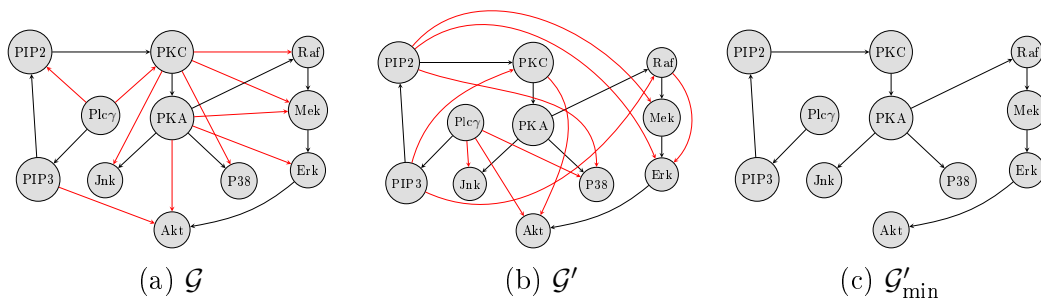 PIP2 PKC Raf
Plcγ PKA Mek
PIP3 Jnk P38 Erk
Akt
(a) 𝒢
PIP2 PKC Raf
Plcγ PKA Mek
PIP3 Jnk P38 Erk
Akt
(b) 𝒢′
PIP2 PKC Raf
Plcγ PKA Mek
PIP3 Jnk P38 Erk
Akt
(c) 𝒢′min